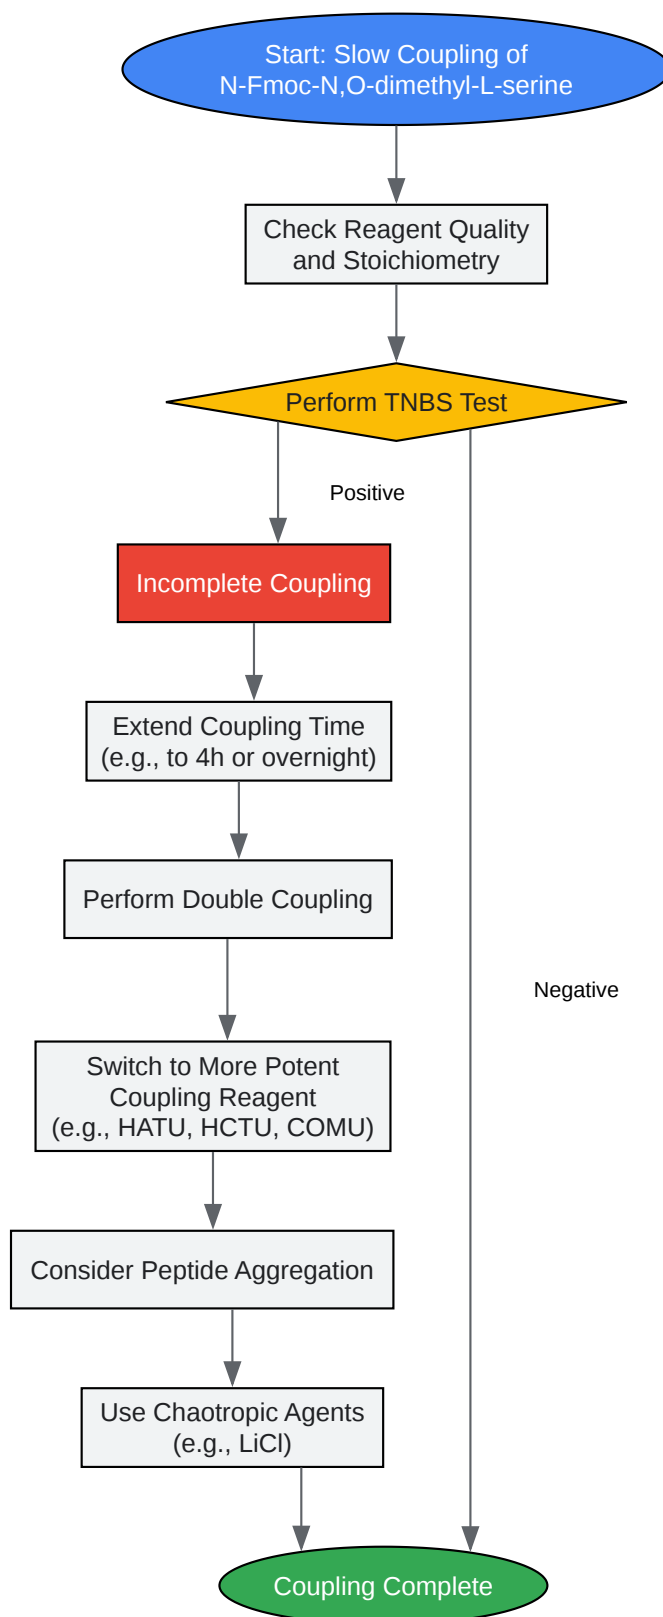 Start: Slow Coupling of
N-Fmoc-N,O-dimethyl-L-serine
Check Reagent Quality
and Stoichiometry
Perform TNBS Test
Positive
Incomplete Coupling
Extend Coupling Time
(e.g., to 4h or overnight)
Perform Double Coupling
Negative
Switch to More Potent
Coupling Reagent
(e.g., HATU, HCTU, COMU)
Consider Peptide Aggregation
Use Chaotropic Agents
(e.g., LiCl)
Coupling Complete